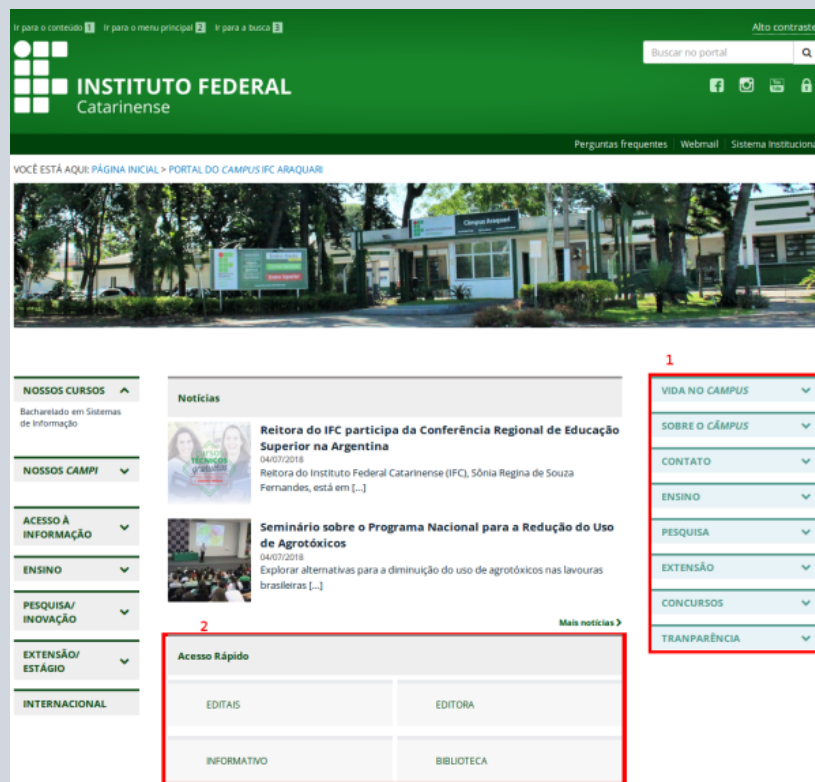 Ir para o conteúdo 1 Ir para o menu principal 2 Ir para a busca 3
Alto contraste
Buscar no portal
INSTITUTO FEDERAL
Catarinense
Perguntas frequentes Webmail Sistema Instituciona
VOCÊ ESTÁ AQUI: PÁGINA INICIAL > PORTAL DO CAMPUS IFC ARAQUARI
Câmpus Araquari
NOSSOS CURSOS
Bacharelado em Sistemas
de Informação
NOSSOS CAMPI
ACESSO À
INFORMAÇÃO
ENSINO
PESQUISA/
INOVAÇÃO
EXTENSÃO/
ESTÁGIO
INTERNACIONAL
Notícias
Reitora do IFC participa da Conferência Regional de Educação
Superior na Argentina
04/07/2018
Reitora do Instituto Federal Catarinense (IFC), Sônia Regina de Souza
Fernandes, está em [...]
Seminário sobre o Programa Nacional para a Redução do Uso
de Agrotóxicos
04/07/2018
Explorar alternativas para a diminuição do uso de agrotóxicos nas lavouras
brasileiras [...]
Mais notícias
2
Acesso Rápido
EDITAIS
EDITORA
INFORMATIVO
BIBLIOTECA
1
VIDA NO CAMPUS
SOBRE O CÂMPUS
CONTATO
ENSINO
PESQUISA
EXTENSÃO
CONCURSOS
TRANPARÊNCIA